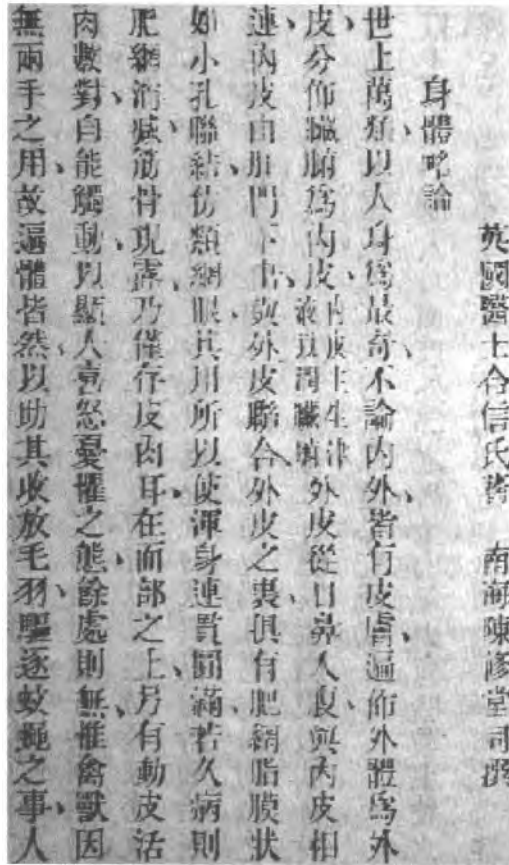 英國醫士合信氏著 南海陳修堂同撰
身體略論
世上萬類以人身爲最奇不論內外皆有皮膚遍佈外體爲外
皮分佈臟腑爲內皮內皮主生津液以潤臟腑外皮從口鼻入腹與內皮相
連內皮由肛門下出與外皮聯合外皮之裏俱有肥網脂膜狀
如小孔聯結仿類網眼其用所以使渾身連貫圓滿若久病則
肥網消減筋骨現露乃僅存皮肉耳在面部之上另有動皮活
肉數對自能觸動以顯人喜怒憂懼之態餘處則無惟禽獸因
無兩手之用故遍體皆然以助其收放毛羽驅逐蚊蠅之事人